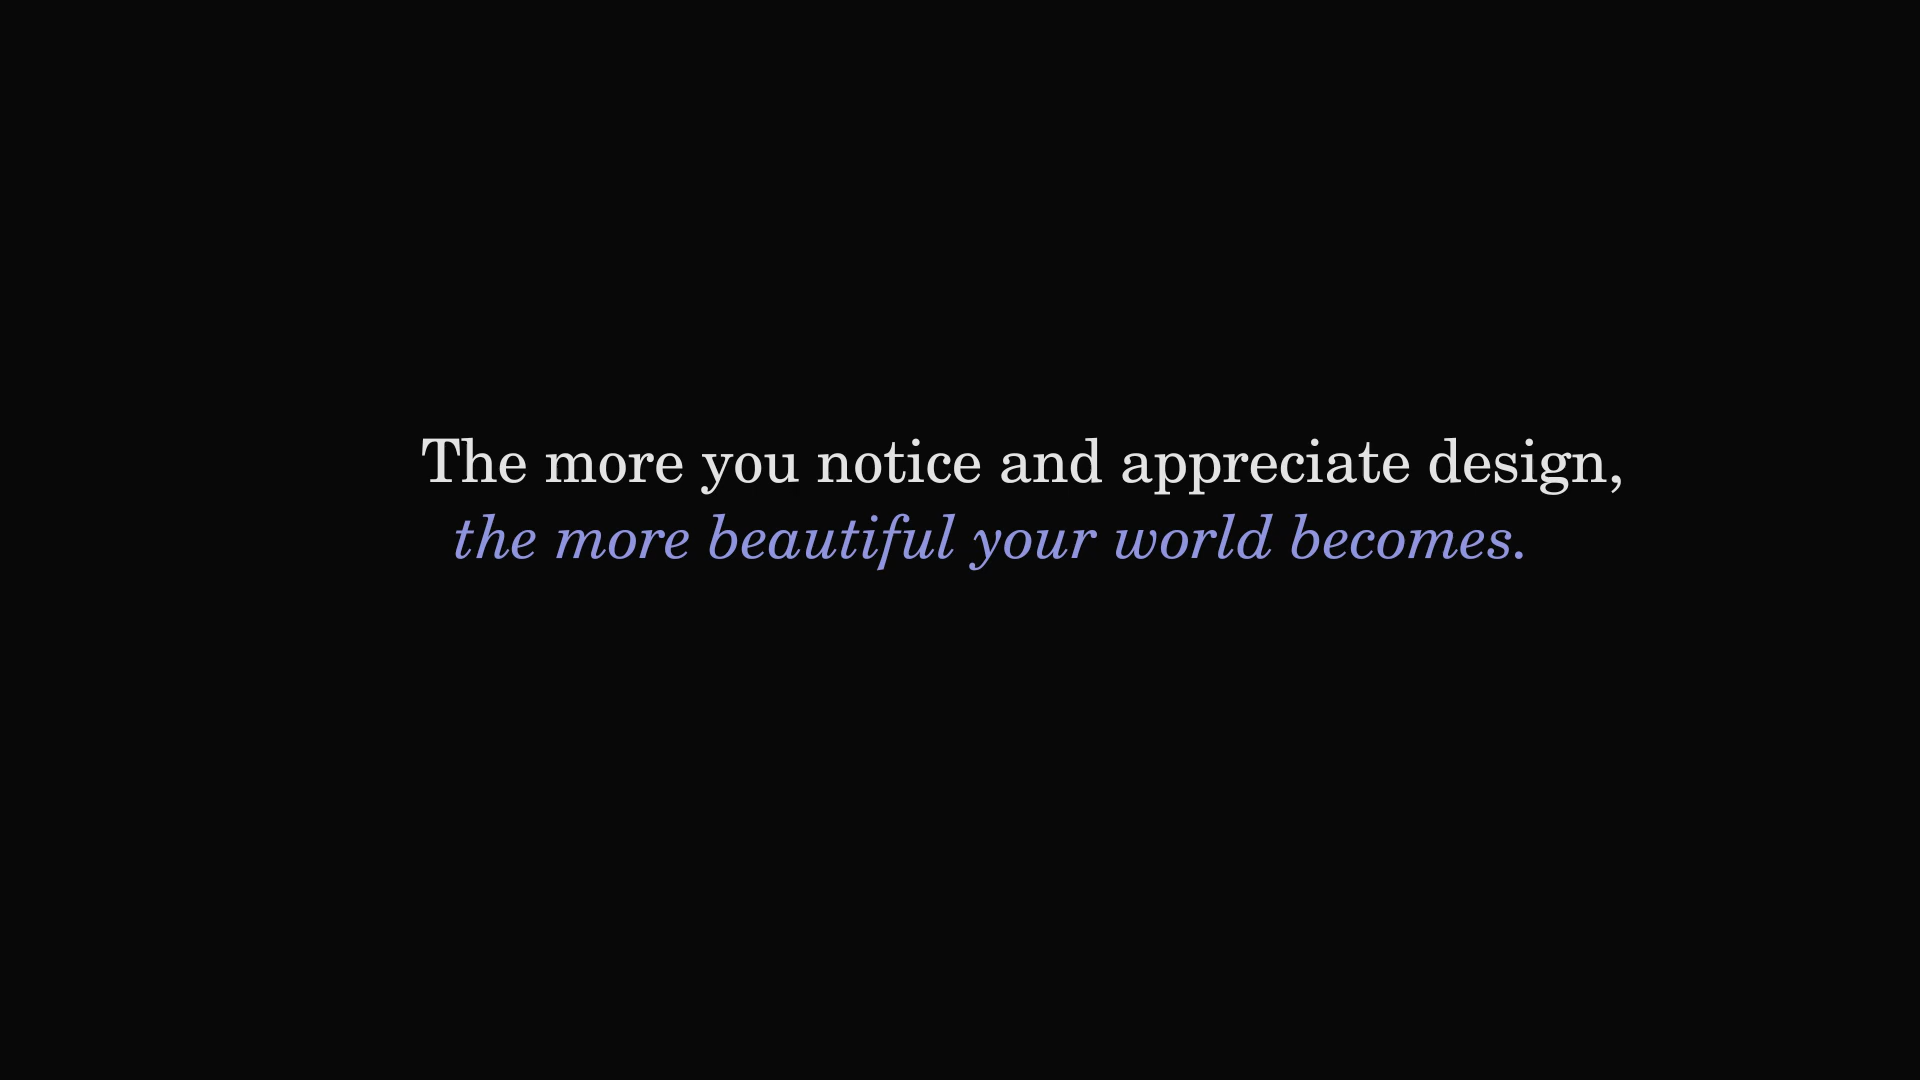 The more you notice and appreciate design,
the more beautiful your world becomes.